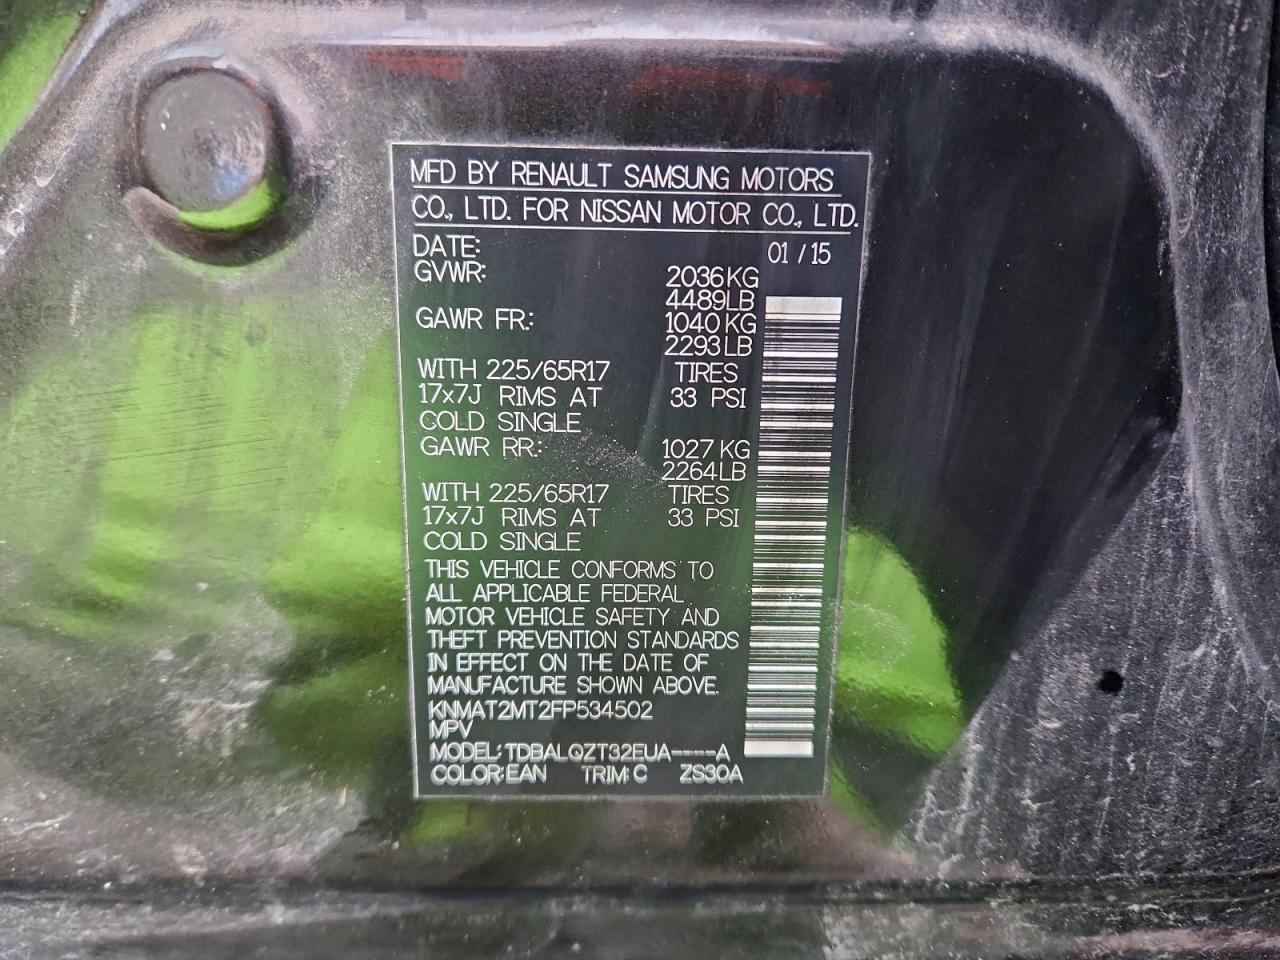 MFD BY RENAULT SAMSUNG MOTORS
CO., LTD. FOR NISSAN MOTOR CO., LTD.
DATE: 01 / 15
GVWR: 2036 KG
4489 LB
GAWR FR.: 1040 KG
2293 LB
WITH 225/65R17 TIRES
17x7J RIMS AT 33 PSI
COLD SINGLE
GAWR RR.: 1027 KG
2264 LB
WITH 225/65R17 TIRES
17x7J RIMS AT 33 PSI
COLD SINGLE
THIS VEHICLE CONFORMS TO
ALL APPLICABLE FEDERAL
MOTOR VEHICLE SAFETY AND
THEFT PREVENTION STANDARDS
IN EFFECT ON THE DATE OF
MANUFACTURE SHOWN ABOVE.
KNMAT2MT2FP534502
MPV
MODEL: TDBALQZT32EUA----A
COLOR: EAN TRIM: C ZS30A